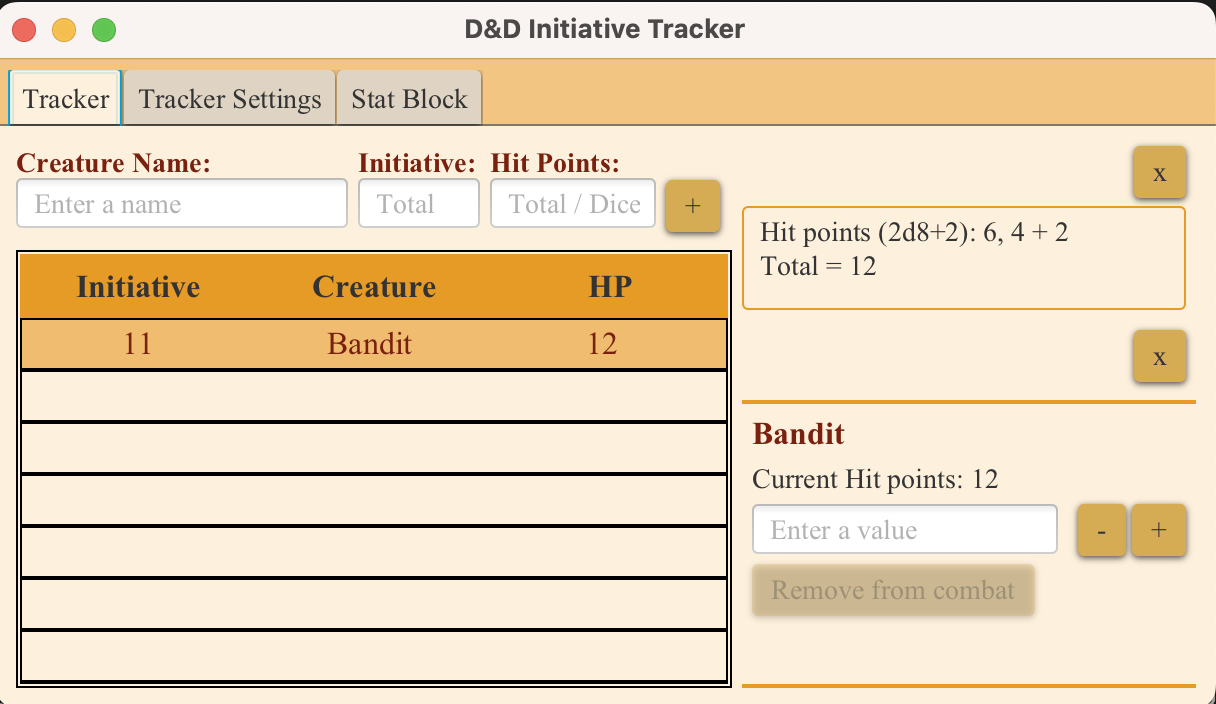 D&D Initiative Tracker
Tracker Tracker Settings Stat Block
Creature Name: Initiative: Hit Points:
Enter a name Total Total / Dice +
Initiative Creature HP
11 Bandit 12
x
Hit points (2d8+2): 6, 4 + 2
Total = 12
x
Bandit
Current Hit points: 12
Enter a value - +
Remove from combat